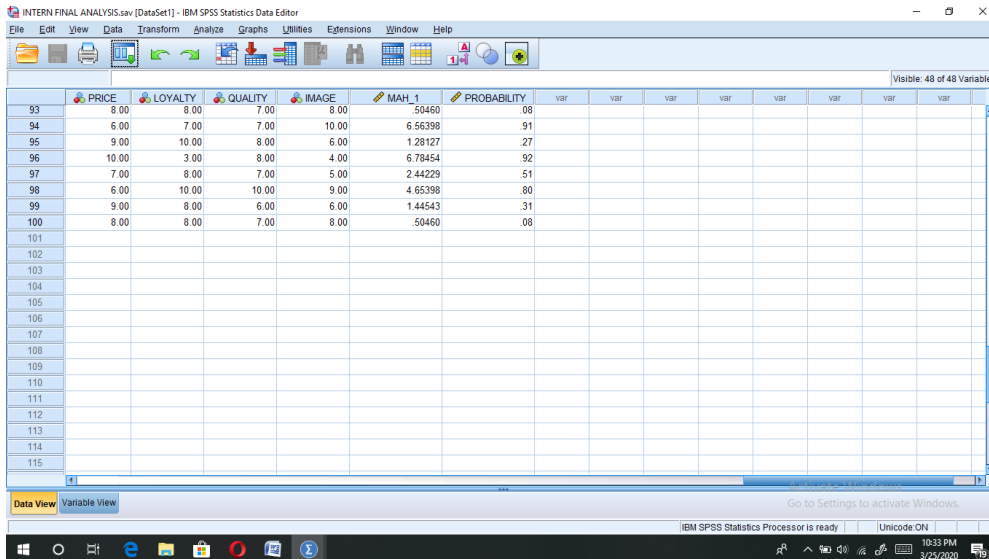 INTERN FINAL ANALYSIS.sav [DataSet1] - IBM SPSS Statistics Data Editor
File Edit View Data Transform Analyze Graphs Utilities Extensions Window Help
Visible: 48 of 48 Variable
PRICE LOYALTY QUALITY IMAGE MAH_1 PROBABILITY var var var var var var var
93 8.00 8.00 7.00 8.00 .50460 .08
94 6.00 7.00 7.00 10.00 6.56398 .91
95 9.00 10.00 8.00 6.00 1.28127 .27
96 10.00 3.00 8.00 4.00 6.78454 .92
97 7.00 8.00 7.00 5.00 2.44229 .51
98 6.00 10.00 10.00 9.00 4.65398 .80
99 9.00 8.00 6.00 6.00 1.44543 .31
100 8.00 8.00 7.00 8.00 .50460 .08
101
102
103
104
105
106
107
108
109
110
111
112
113
114
115
Activate Windows
Data View Variable View
Go to Settings to activate Windows.
IBM SPSS Statistics Processor is ready Unicode:ON
10:33 PM
3/25/2020